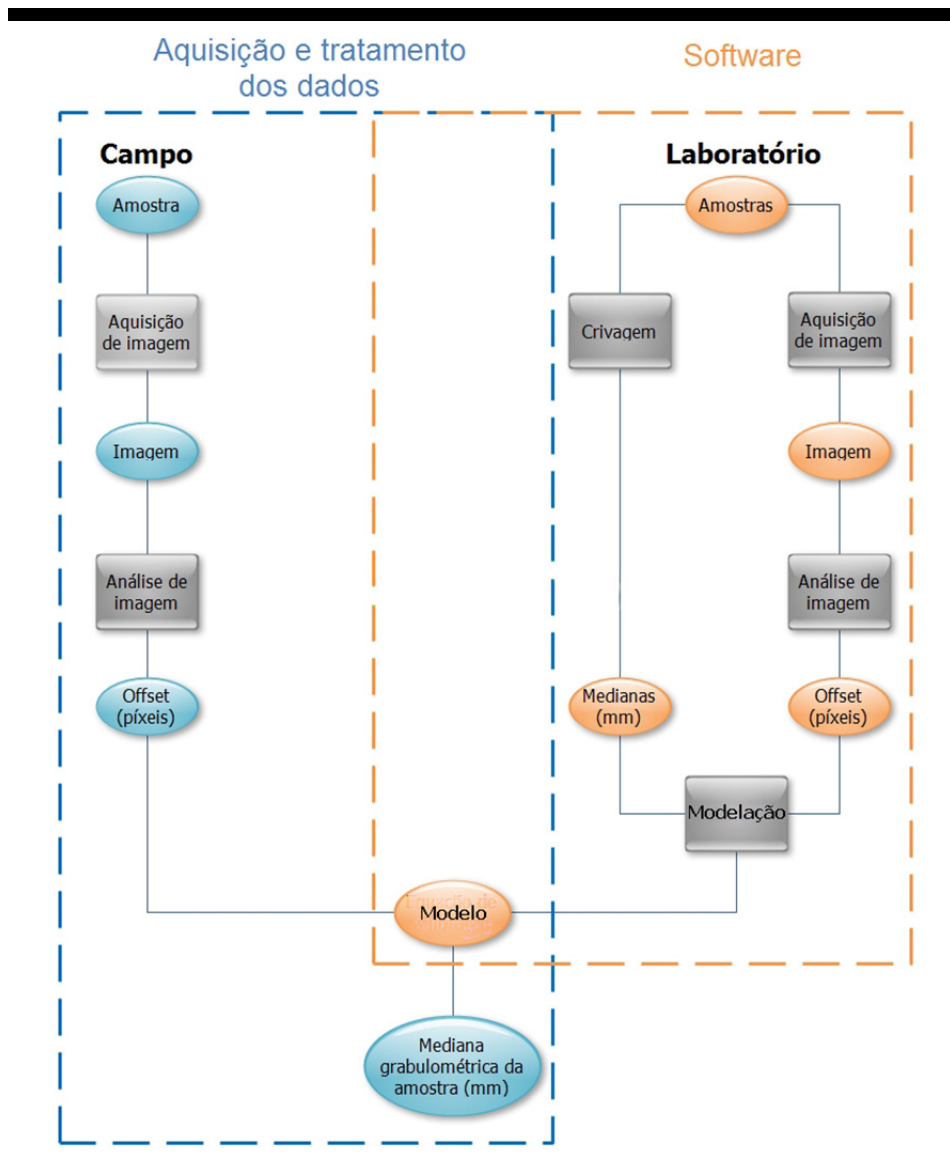 Aquisição e tratamento
dos dados
Software
Campo
Laboratório
Amostra
Amostras
Aquisição
de imagem
Crivagem
Aquisição
de imagem
Imagem
Imagem
Análise de
imagem
Análise de
imagem
Offset
(píxeis)
Medianas
(mm)
Offset
(píxeis)
Modelação
Modelo
Mediana
grabulométrica da
amostra (mm)